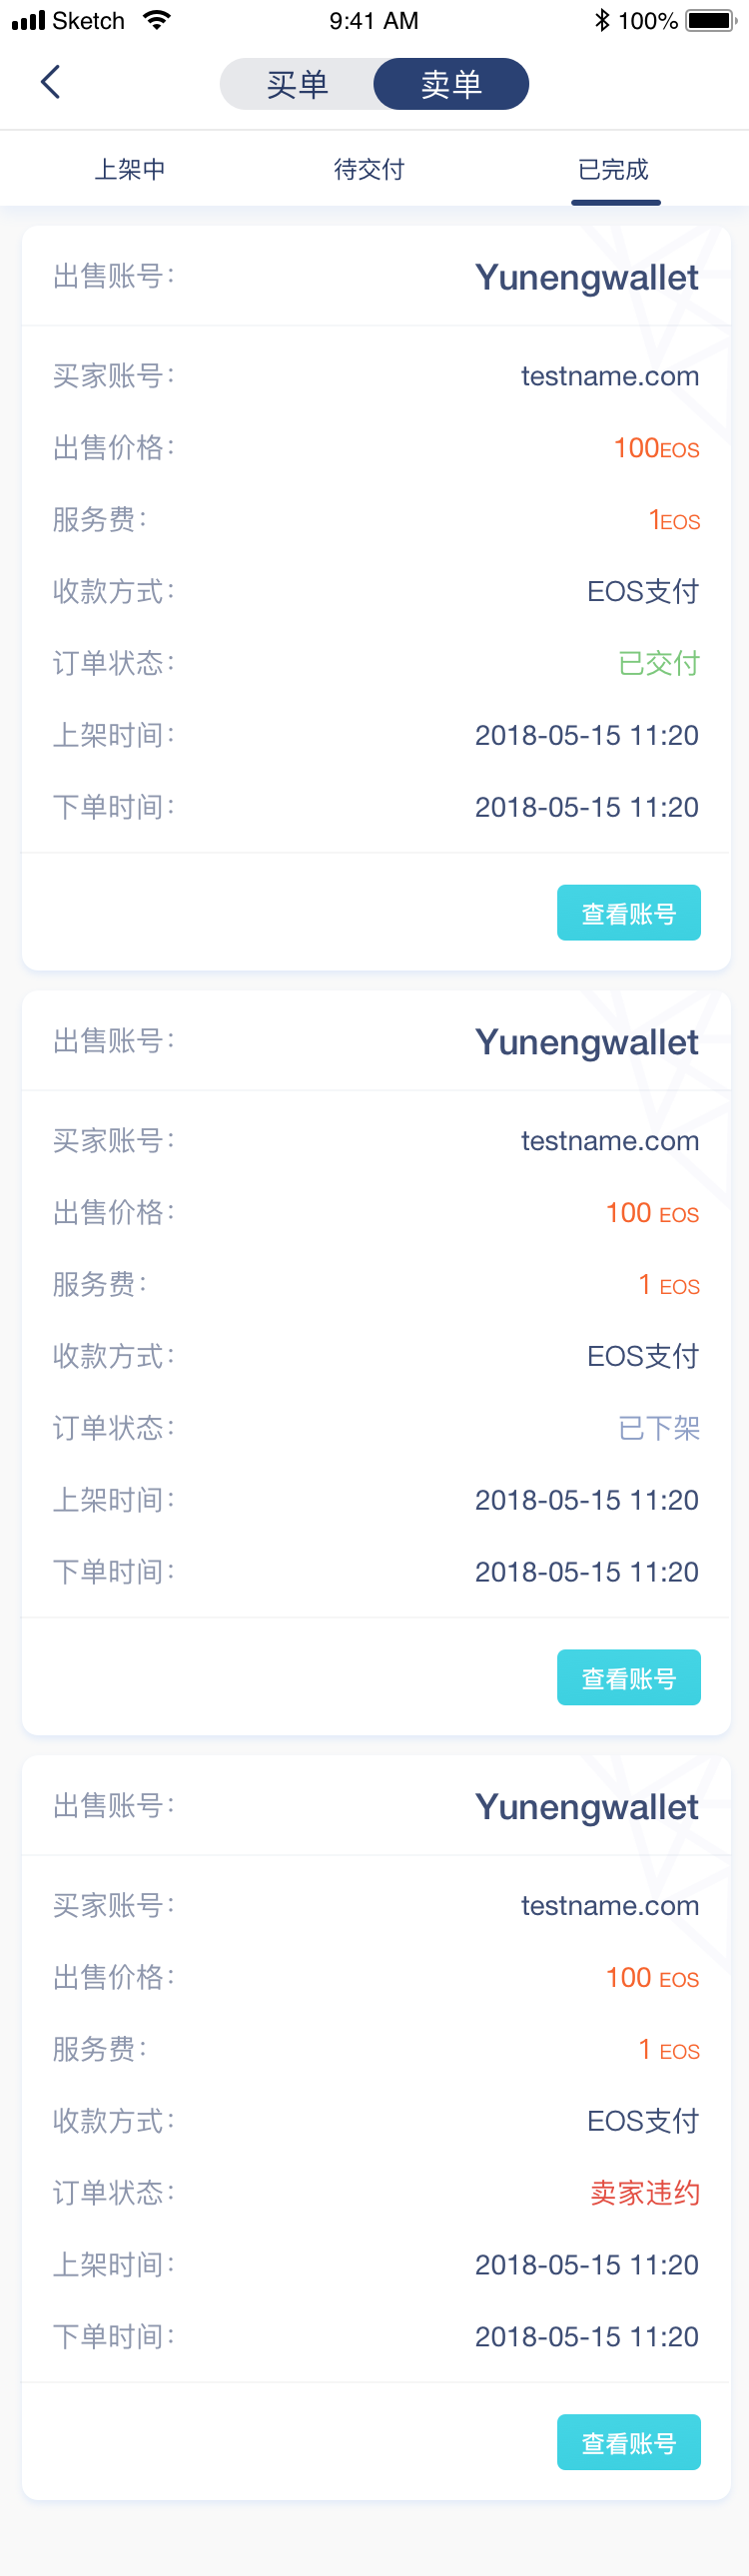 Sketch 9:41 AM 100%
买单 卖单
上架中 待交付 已完成
出售账号： Yunengwallet
买家账号： testname.com
出售价格： 100EOS
服务费： 1EOS
收款方式： EOS支付
订单状态： 已交付
上架时间： 2018-05-15 11:20
下单时间： 2018-05-15 11:20
查看账号
出售账号： Yunengwallet
买家账号： testname.com
出售价格： 100 EOS
服务费： 1 EOS
收款方式： EOS支付
订单状态： 已下架
上架时间： 2018-05-15 11:20
下单时间： 2018-05-15 11:20
查看账号
出售账号： Yunengwallet
买家账号： testname.com
出售价格： 100 EOS
服务费： 1 EOS
收款方式： EOS支付
订单状态： 卖家违约
上架时间： 2018-05-15 11:20
下单时间： 2018-05-15 11:20
查看账号